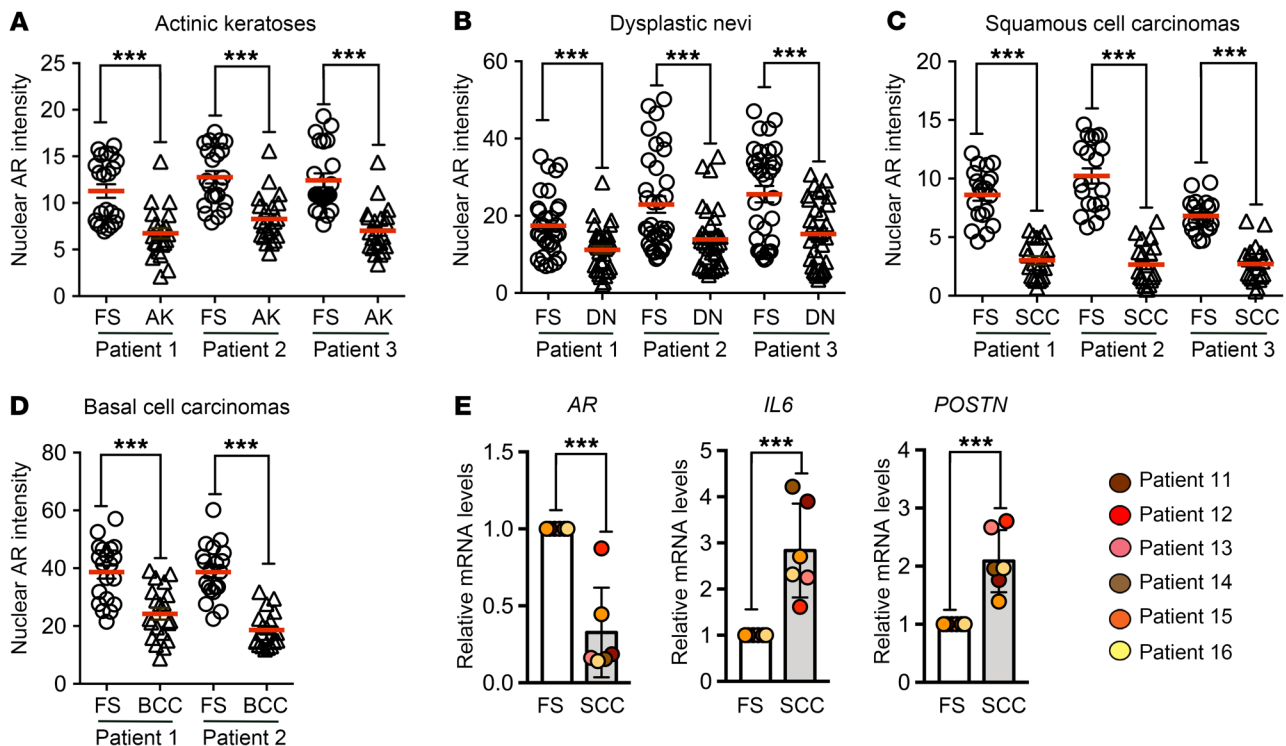 A
Actinic keratoses
Nuclear AR intensity
25
20
15
10
5
0
***
***
***
FS AK FS AK FS AK
Patient 1 Patient 2 Patient 3
B
Dysplastic nevi
Nuclear AR intensity
60
40
20
0
***
***
***
FS DN FS DN FS DN
Patient 1 Patient 2 Patient 3
C
Squamous cell carcinomas
Nuclear AR intensity
20
15
10
5
0
***
***
***
FS SCC FS SCC FS SCC
Patient 1 Patient 2 Patient 3
D
Basal cell carcinomas
Nuclear AR intensity
80
60
40
20
0
***
***
FS BCC FS BCC
Patient 1 Patient 2
E
AR
Relative mRNA levels
1.5
1.0
0.5
0.0
***
FS SCC
IL6
Relative mRNA levels
5
4
3
2
1
0
***
FS SCC
POSTN
Relative mRNA levels
4
3
2
1
0
***
FS SCC
Patient 11
Patient 12
Patient 13
Patient 14
Patient 15
Patient 16